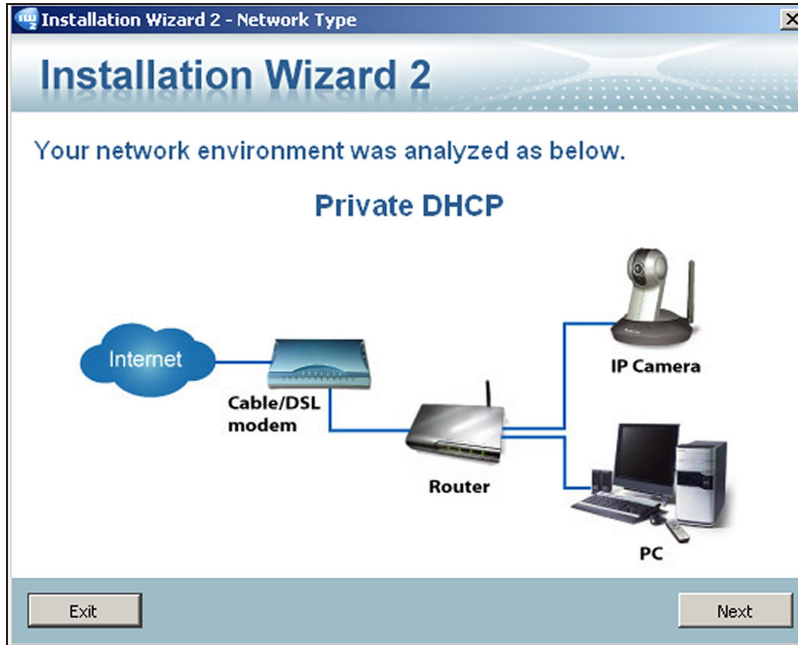 Installation Wizard 2 - Network Type
Installation Wizard 2
Your network environment was analyzed as below.
Private DHCP
Internet
Cable/DSL
modem
Router
IP Camera
PC
Exit
Next